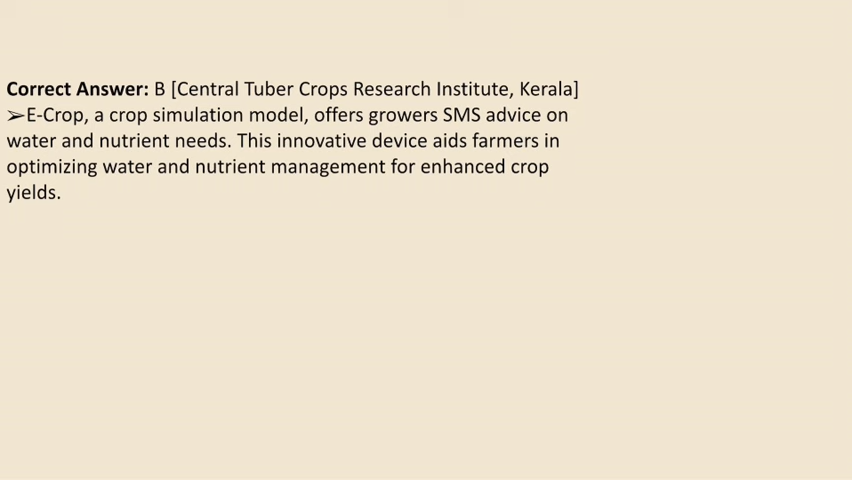 Correct Answer: B [Central Tuber Crops Research Institute, Kerala]
➢E-Crop, a crop simulation model, offers growers SMS advice on
water and nutrient needs. This innovative device aids farmers in
optimizing water and nutrient management for enhanced crop
yields.